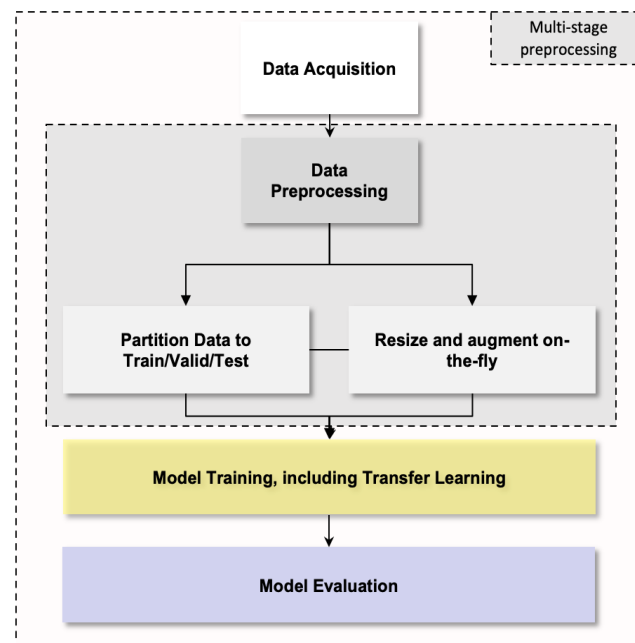 Multi-stage
preprocessing
Data Acquisition
Data
Preprocessing
Partition Data to
Train/Valid/Test
Resize and augment on-
the-fly
Model Training, including Transfer Learning
Model Evaluation